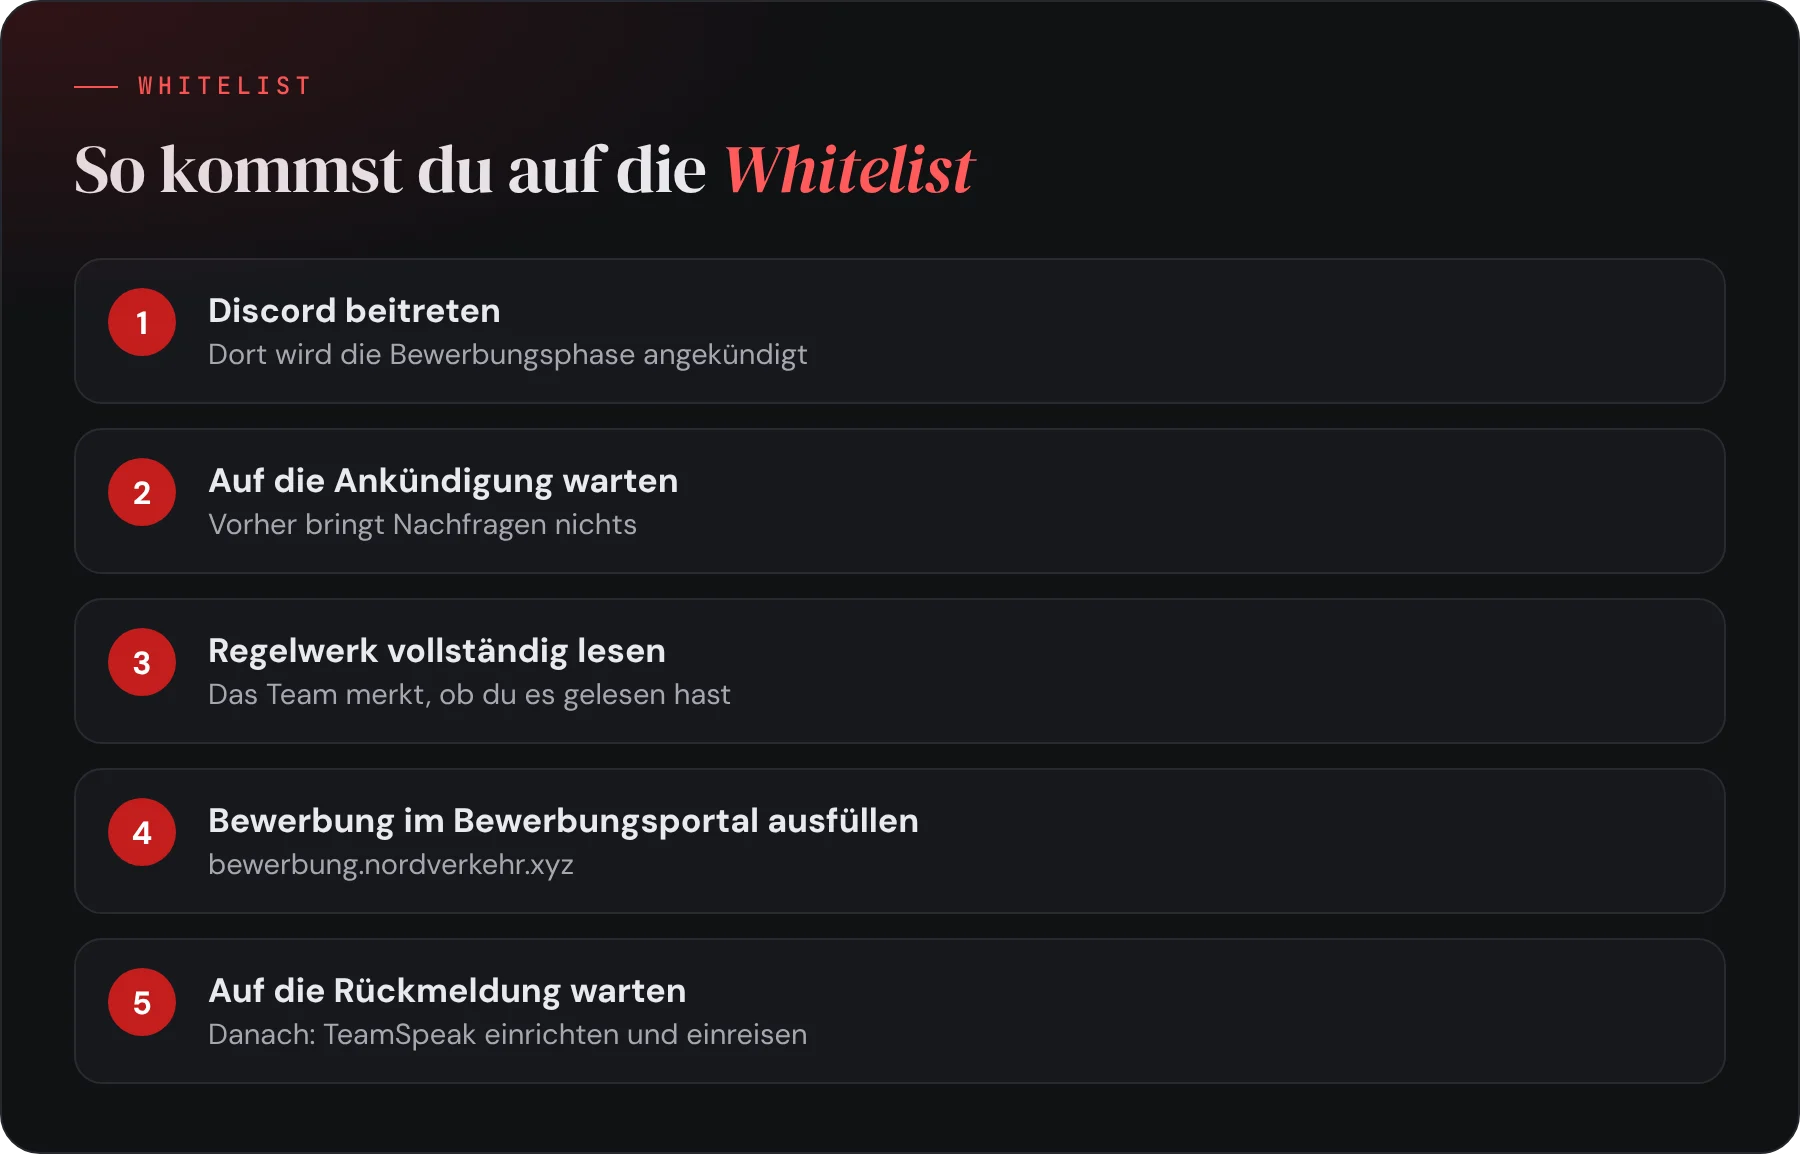 WHITELIST
So kommst du auf die Whitelist
1
Discord beitreten
Dort wird die Bewerbungsphase angekündigt
2
Auf die Ankündigung warten
Vorher bringt Nachfragen nichts
3
Regelwerk vollständig lesen
Das Team merkt, ob du es gelesen hast
4
Bewerbung im Bewerbungsportal ausfüllen
bewerbung.nordverkehr.xyz
5
Auf die Rückmeldung warten
Danach: TeamSpeak einrichten und einreisen